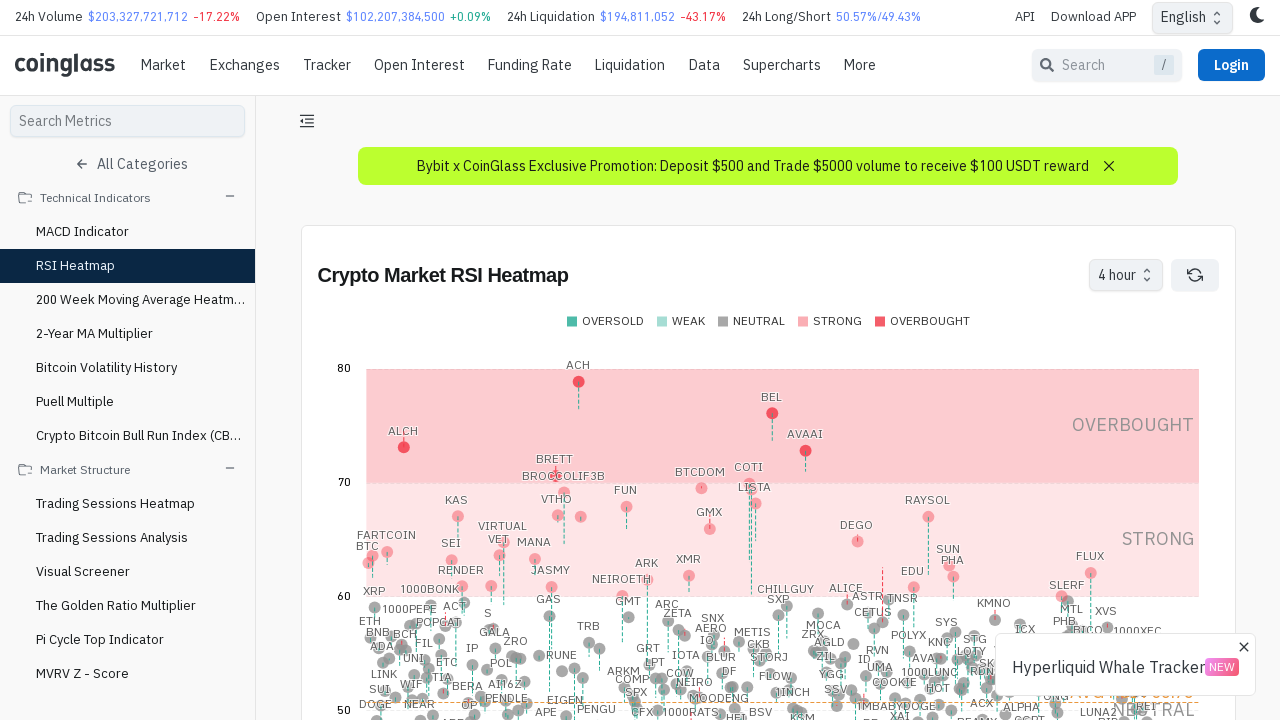 24h Volume $203,327,721,712 -17.22% Open Interest $102,207,384,500 +0.09% 24h Liquidation $194,811,052 -43.17% 24h Long/Short 50.57%/49.43% API Download APP English
coinglass Market Exchanges Tracker Open Interest Funding Rate Liquidation Data Supercharts More Search / Login
Search Metrics
All Categories
Technical Indicators
MACD Indicator
RSI Heatmap
200 Week Moving Average Heatm...
2-Year MA Multiplier
Bitcoin Volatility History
Puell Multiple
Crypto Bitcoin Bull Run Index (CB...
Market Structure
Trading Sessions Heatmap
Trading Sessions Analysis
Visual Screener
The Golden Ratio Multiplier
Pi Cycle Top Indicator
MVRV Z - Score
Bybit x CoinGlass Exclusive Promotion: Deposit $500 and Trade $5000 volume to receive $100 USDT reward
Crypto Market RSI Heatmap
4 hour
OVERSOLD WEAK NEUTRAL STRONG OVERBOUGHT
80
ACH
BEL
OVERBOUGHT
ALCH
AVAAI
BRETT
BTCDOM COTI
BROCCOLIF3B
70
FUN LISTA
KAS VTHO RAYSOL
GMX
VIRTUAL DEGO
FARTCOIN
STRONG
BTC SEI VET MANA
SUN
XMR FLUX
ARK PHA
RENDER JASMY EDU
NEIROETH
XRP 1000BONK CHILLGUY ALICE SLERF
60
GAS GMT ARC SXP ASTR TNSR KMNO
1000PEPE ACT S ZETA CETUS MTL XVS
ETH POPCAT TRB SNX MOCA SYS PHB
BNB BCH GALA AERO METIS ZRX POLYX ICX BICO 1000XEC
ADA FIL ZRO IO CKB AGLD KNC STG
IP GRT RVN LOTY
UNI ETC RUNE IOTA BLUR STORJ ZIL ID AVA
POL LPT UMA
LINK TIA ARKM COW DF FLOW YGG 1000LUNC
WIF BERA COMP NEIRO COOKIE HOT
SUI SPX 1INCH SSV
DOGE NEAR OP PENDLE EIGEN MOODENG 1MBABYDOGE ACX
NEUTRAL
50
APE PENGU CFX 1000RATS BSV XAI ALPHA LUNA2
KSM
Hyperliquid Whale Tracker NEW